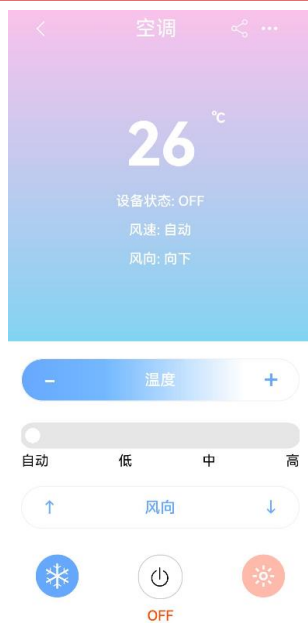 空调
26 ℃
设备状态: OFF
风速: 自动
风向: 向下
- 温度 +
自动 低 中 高
↑ 风向 ↓
OFF